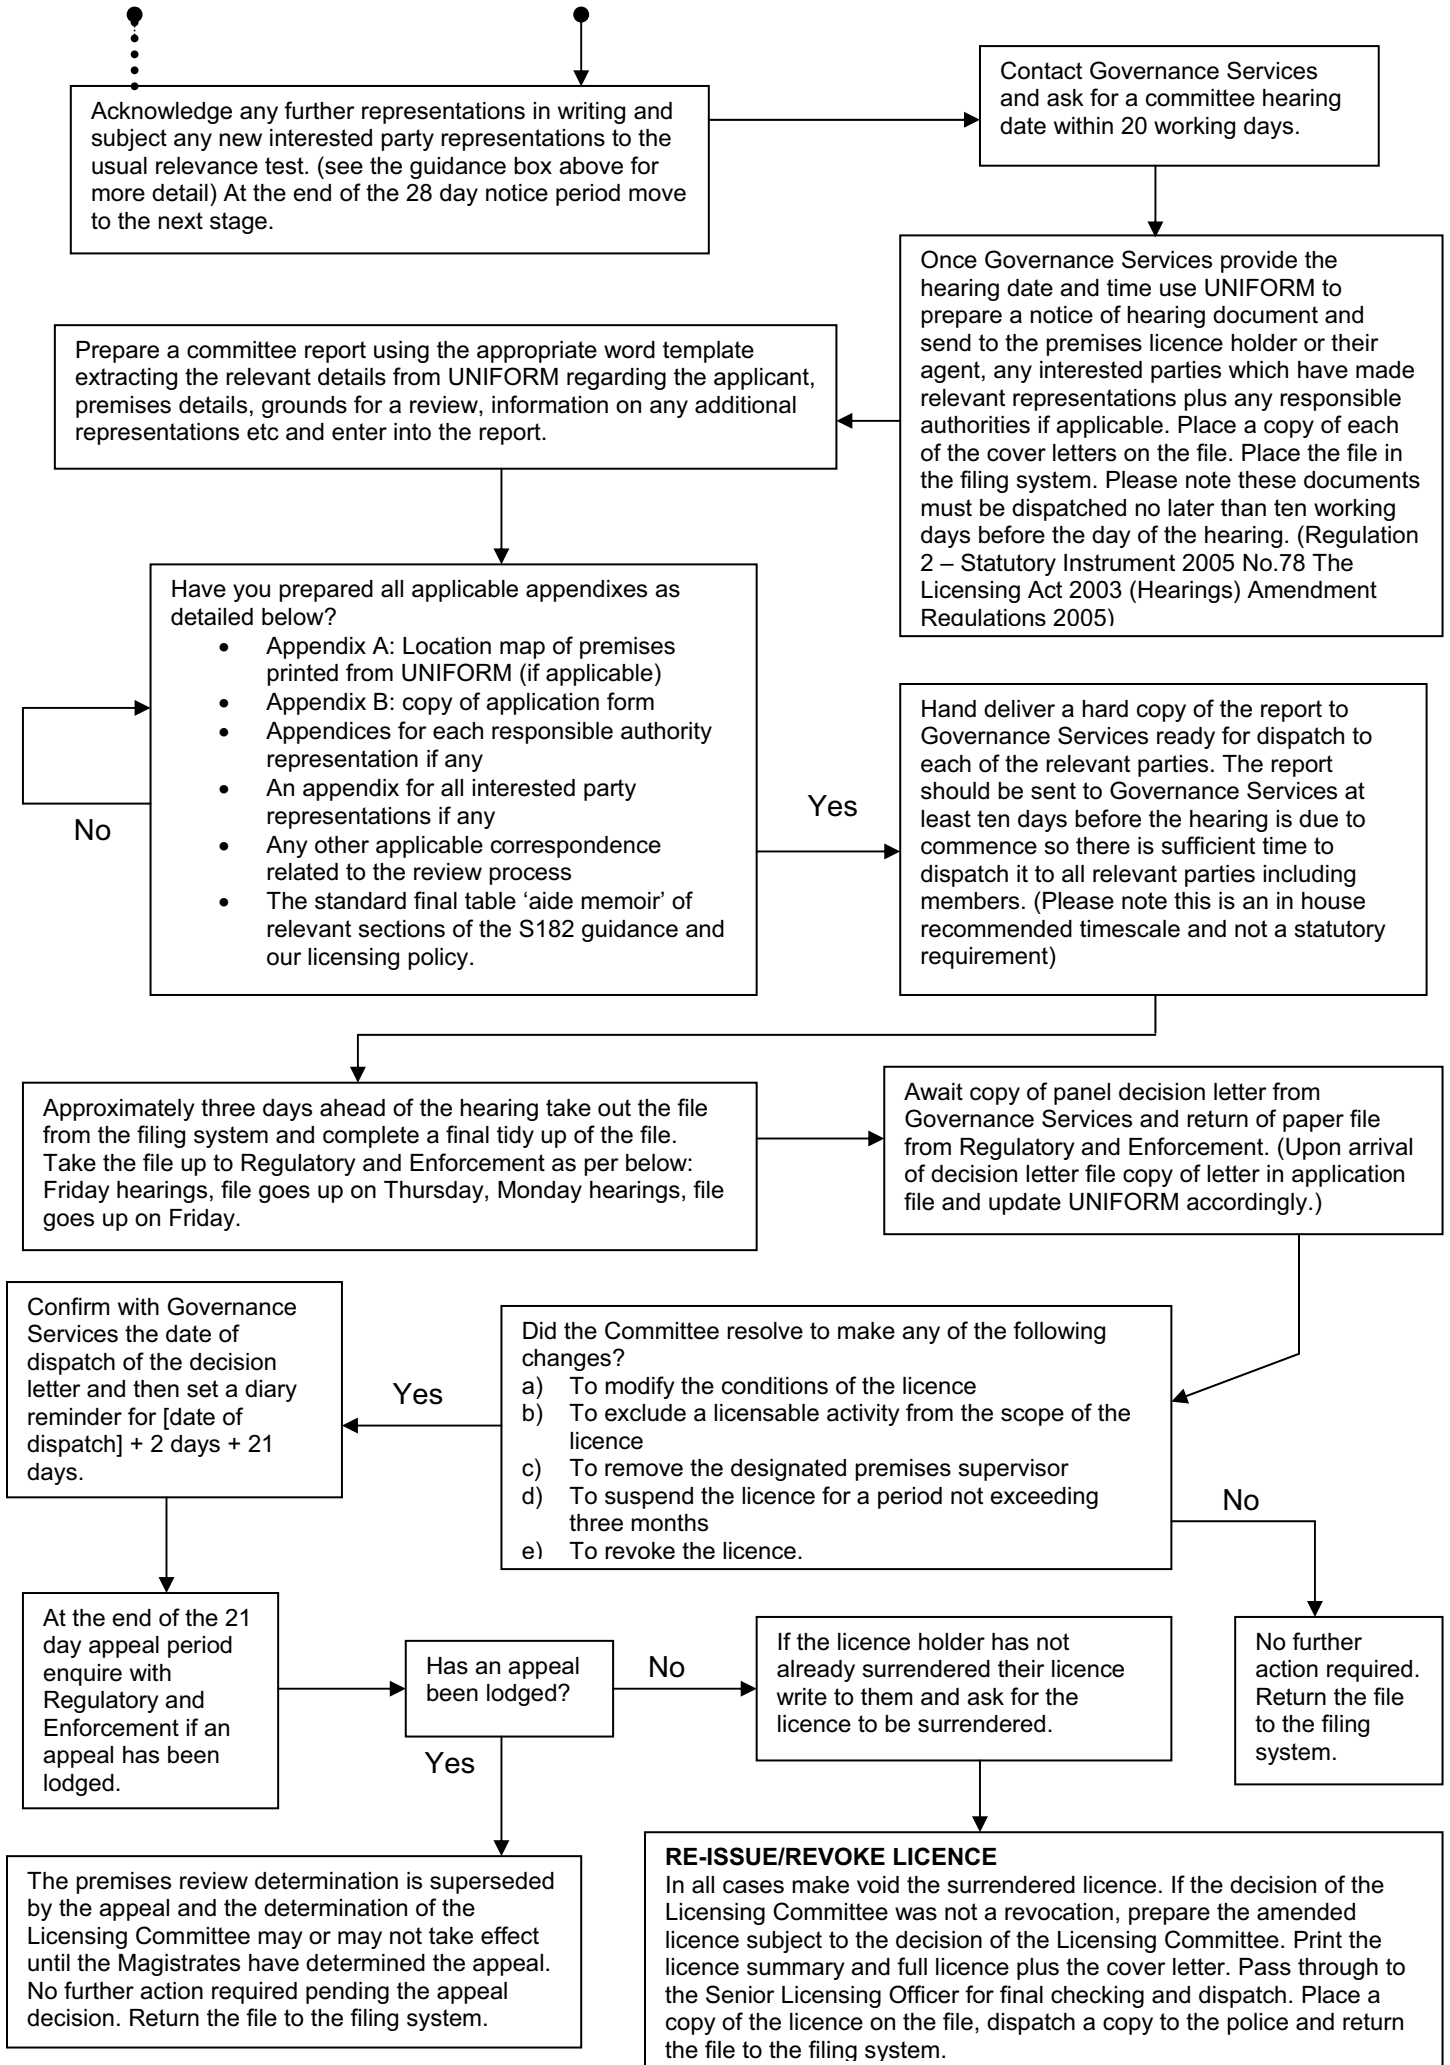 Acknowledge any further representations in writing and
subject any new interested party representations to the
usual relevance test. (see the guidance box above for
more detail) At the end of the 28 day notice period move
to the next stage.
Contact Governance Services
and ask for a committee hearing
date within 20 working days.
Once Governance Services provide the
hearing date and time use UNIFORM to
prepare a notice of hearing document and
send to the premises licence holder or their
agent, any interested parties which have made
relevant representations plus any responsible
authorities if applicable. Place a copy of each
of the cover letters on the file. Place the file in
the filing system. Please note these documents
must be dispatched no later than ten working
days before the day of the hearing. (Regulation
2 – Statutory Instrument 2005 No.78 The
Licensing Act 2003 (Hearings) Amendment
Regulations 2005)
Prepare a committee report using the appropriate word template
extracting the relevant details from UNIFORM regarding the applicant,
premises details, grounds for a review, information on any additional
representations etc and enter into the report.
Have you prepared all applicable appendixes as
detailed below?
• Appendix A: Location map of premises
printed from UNIFORM (if applicable)
• Appendix B: copy of application form
• Appendices for each responsible authority
representation if any
• An appendix for all interested party
representations if any
• Any other applicable correspondence
related to the review process
• The standard final table ‘aide memoir’ of
relevant sections of the S182 guidance and
our licensing policy.
No
Yes
Hand deliver a hard copy of the report to
Governance Services ready for dispatch to
each of the relevant parties. The report
should be sent to Governance Services at
least ten days before the hearing is due to
commence so there is sufficient time to
dispatch it to all relevant parties including
members. (Please note this is an in house
recommended timescale and not a statutory
requirement)
Approximately three days ahead of the hearing take out the file
from the filing system and complete a final tidy up of the file.
Take the file up to Regulatory and Enforcement as per below:
Friday hearings, file goes up on Thursday, Monday hearings, file
goes up on Friday.
Await copy of panel decision letter from
Governance Services and return of paper file
from Regulatory and Enforcement. (Upon arrival
of decision letter file copy of letter in application
file and update UNIFORM accordingly.)
Did the Committee resolve to make any of the following
changes?
a) To modify the conditions of the licence
b) To exclude a licensable activity from the scope of the
licence
c) To remove the designated premises supervisor
d) To suspend the licence for a period not exceeding
three months
e) To revoke the licence.
Yes
No
Confirm with Governance
Services the date of
dispatch of the decision
letter and then set a diary
reminder for [date of
dispatch] + 2 days + 21
days.
At the end of the 21
day appeal period
enquire with
Regulatory and
Enforcement if an
appeal has been
lodged.
Has an appeal
been lodged?
No
Yes
If the licence holder has not
already surrendered their licence
write to them and ask for the
licence to be surrendered.
No further
action required.
Return the file
to the filing
system.
The premises review determination is superseded
by the appeal and the determination of the
Licensing Committee may or may not take effect
until the Magistrates have determined the appeal.
No further action required pending the appeal
decision. Return the file to the filing system.
RE-ISSUE/REVOKE LICENCE
In all cases make void the surrendered licence. If the decision of the
Licensing Committee was not a revocation, prepare the amended
licence subject to the decision of the Licensing Committee. Print the
licence summary and full licence plus the cover letter. Pass through to
the Senior Licensing Officer for final checking and dispatch. Place a
copy of the licence on the file, dispatch a copy to the police and return
the file to the filing system.